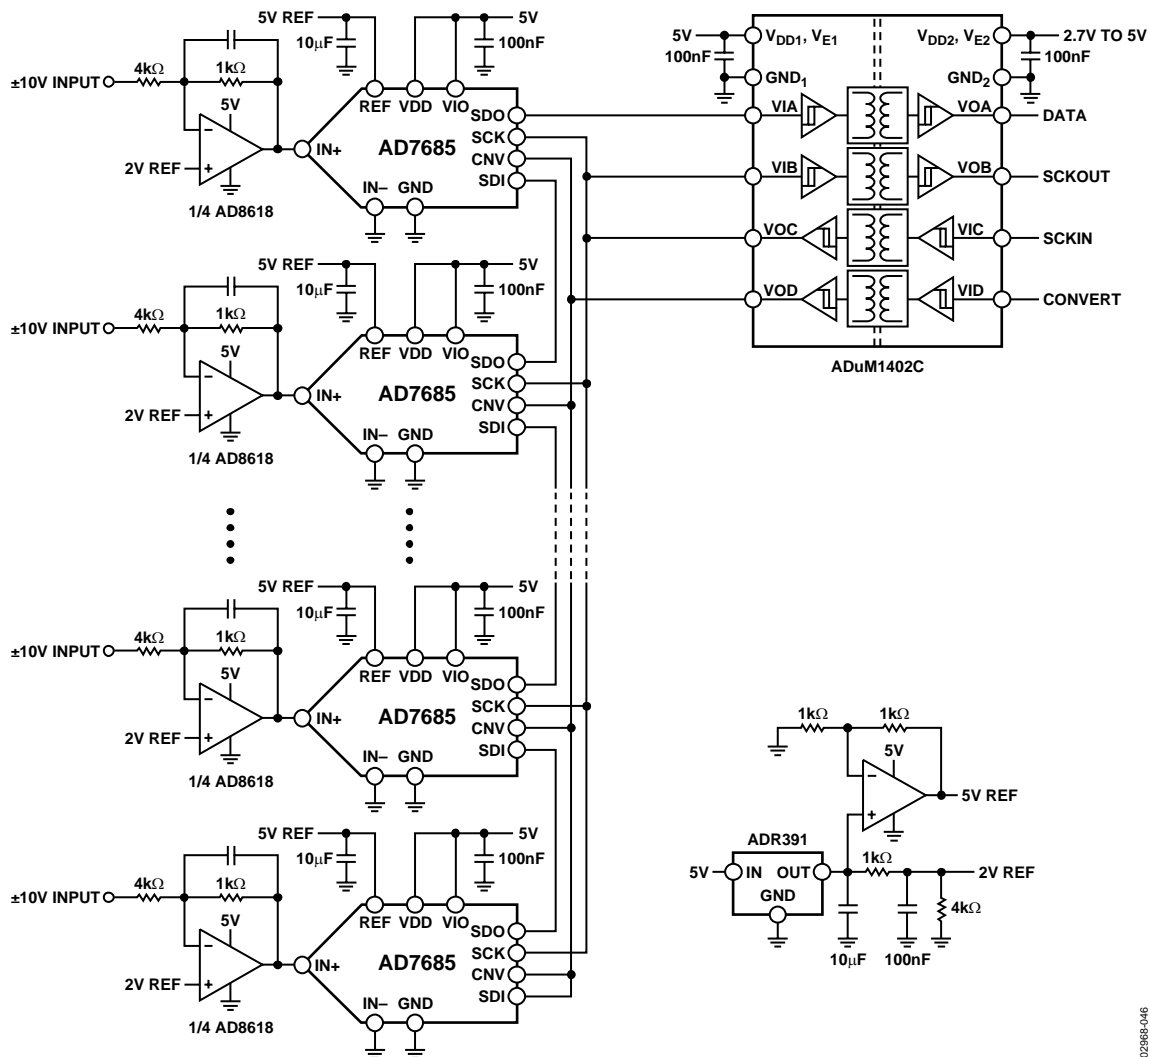 5V REF
5V
10μF
100nF
4kΩ
1kΩ
±10V INPUT
5V
REF VDD VIO
SDO
SCK
CNV
SDI
IN+
AD7685
2V REF
IN– GND
1/4 AD8618
5V REF
5V
10μF
100nF
4kΩ
1kΩ
±10V INPUT
5V
REF VDD VIO
SDO
SCK
CNV
SDI
IN+
AD7685
2V REF
IN– GND
1/4 AD8618
5V REF
5V
10μF
100nF
4kΩ
1kΩ
±10V INPUT
5V
REF VDD VIO
SDO
SCK
CNV
SDI
IN+
AD7685
2V REF
IN– GND
1/4 AD8618
5V REF
5V
10μF
100nF
4kΩ
1kΩ
±10V INPUT
5V
REF VDD VIO
SDO
SCK
CNV
SDI
IN+
AD7685
2V REF
IN– GND
1/4 AD8618
5V
VDD1, VE1
VDD2, VE2
2.7V TO 5V
100nF
100nF
GND1
GND2
VIA
VOA
DATA
VIB
VOB
SCKOUT
VOC
VIC
SCKIN
VOD
VID
CONVERT
ADuM1402C
1kΩ
1kΩ
5V
5V REF
ADR391
5V
IN OUT
GND
1kΩ
2V REF
4kΩ
10μF
100nF
02968-046